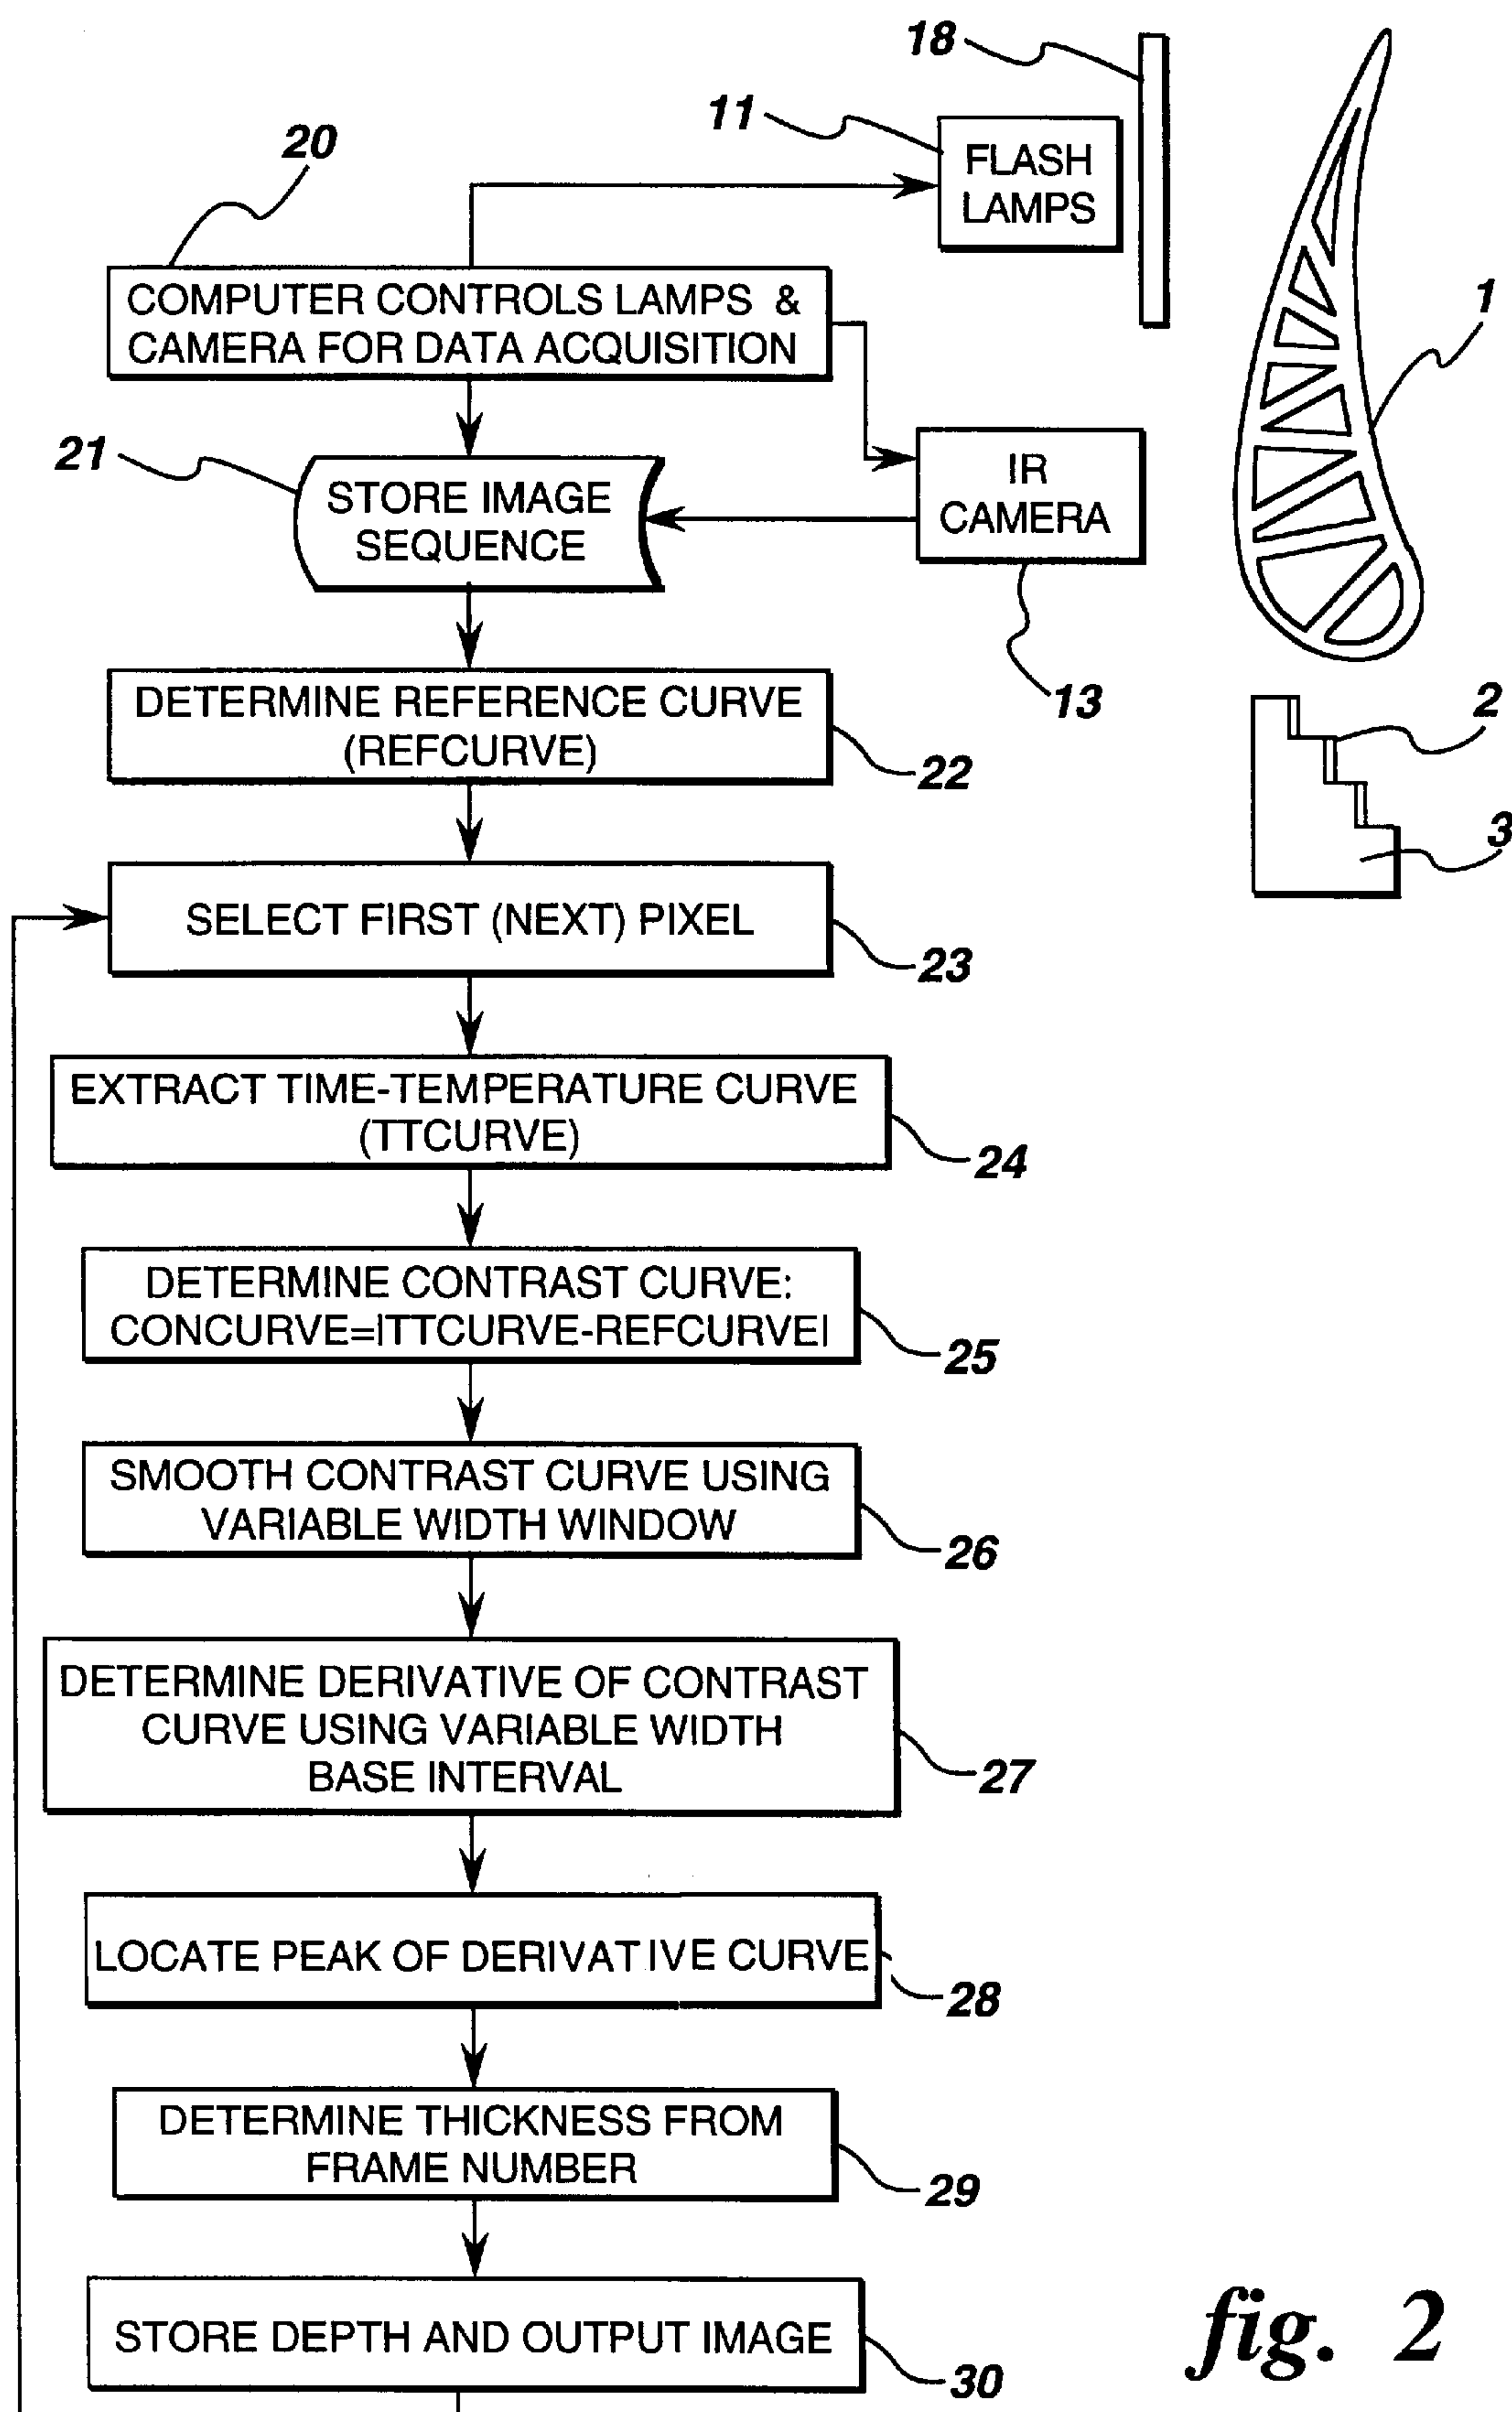 18
11
20
FLASH
LAMPS
1
COMPUTER CONTROLS LAMPS &
CAMERA FOR DATA ACQUISITION
21
STORE IMAGE
SEQUENCE
IR
CAMERA
13
DETERMINE REFERENCE CURVE
(REFCURVE)
22
2
3
SELECT FIRST (NEXT) PIXEL
23
EXTRACT TIME-TEMPERATURE CURVE
(TTCURVE)
24
DETERMINE CONTRAST CURVE:
CONCURVE=|TTCURVE-REFCURVE|
25
SMOOTH CONTRAST CURVE USING
VARIABLE WIDTH WINDOW
26
DETERMINE DERIVATIVE OF CONTRAST
CURVE USING VARIABLE WIDTH
BASE INTERVAL
27
LOCATE PEAK OF DERIVATIVE CURVE
28
DETERMINE THICKNESS FROM
FRAME NUMBER
29
STORE DEPTH AND OUTPUT IMAGE
30
fig. 2